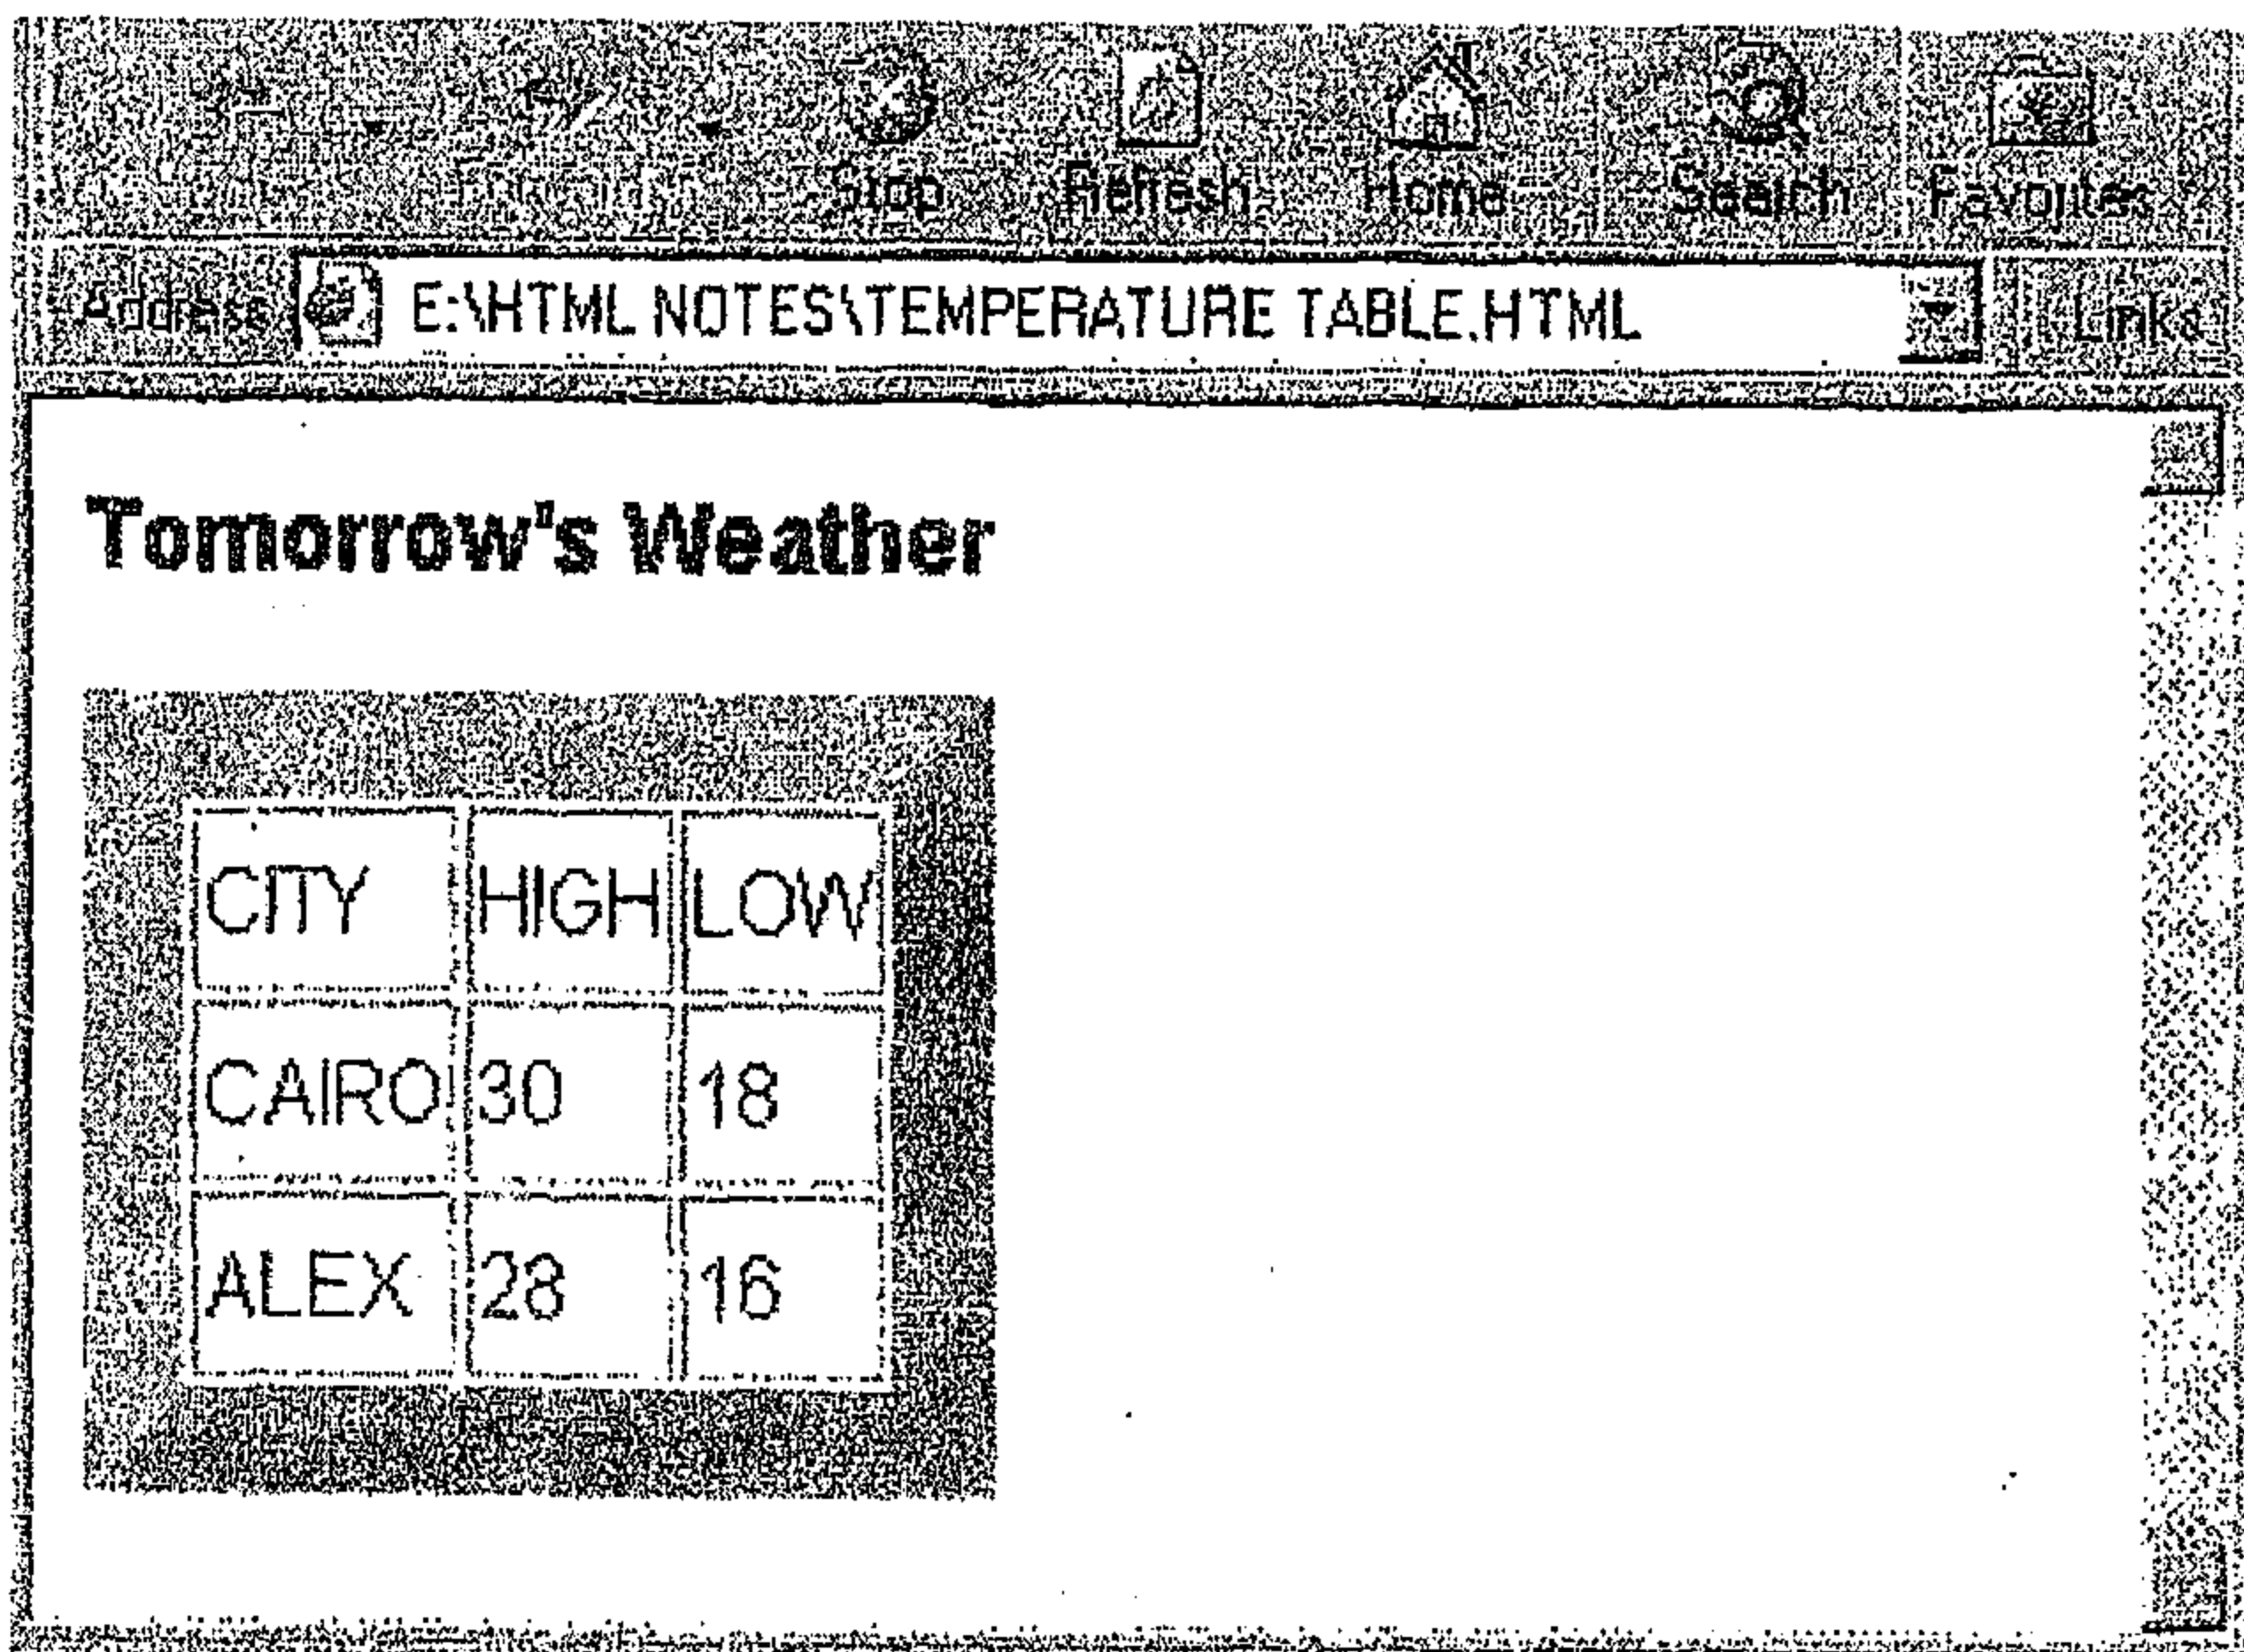 Stop Refresh Home Search Favorites
Address E:\HTML NOTES\TEMPERATURE TABLE.HTML Links
Tomorrow's Weather
CITY HIGH LOW
CAIRO 30 18
ALEX 28 16